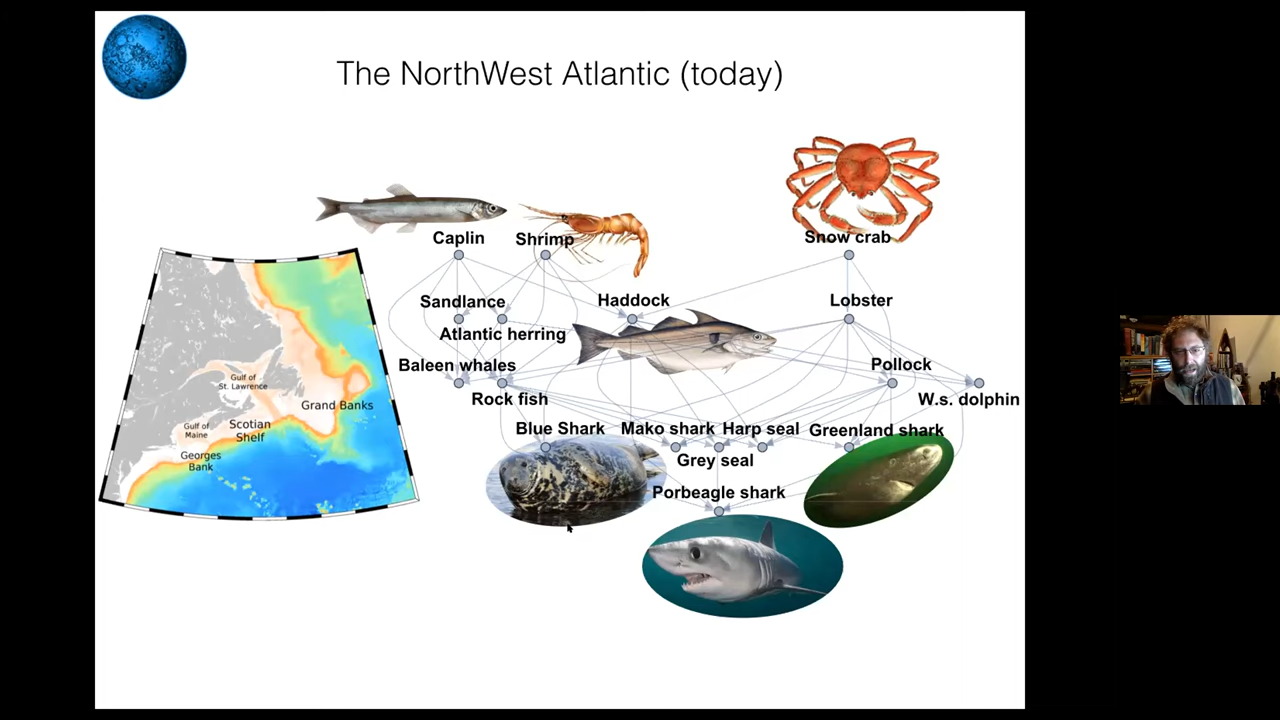 The NorthWest Atlantic (today)
Caplin
Shrimp
Snow crab
Sandlance
Haddock
Lobster
Atlantic herring
Baleen whales
Pollock
Rock fish
W.s. dolphin
Blue Shark
Mako shark
Harp seal
Greenland shark
Grey seal
Porbeagle shark
Gulf of
St. Lawrence
Grand Banks
Gulf of
Maine
Scotian
Shelf
Georges
Bank